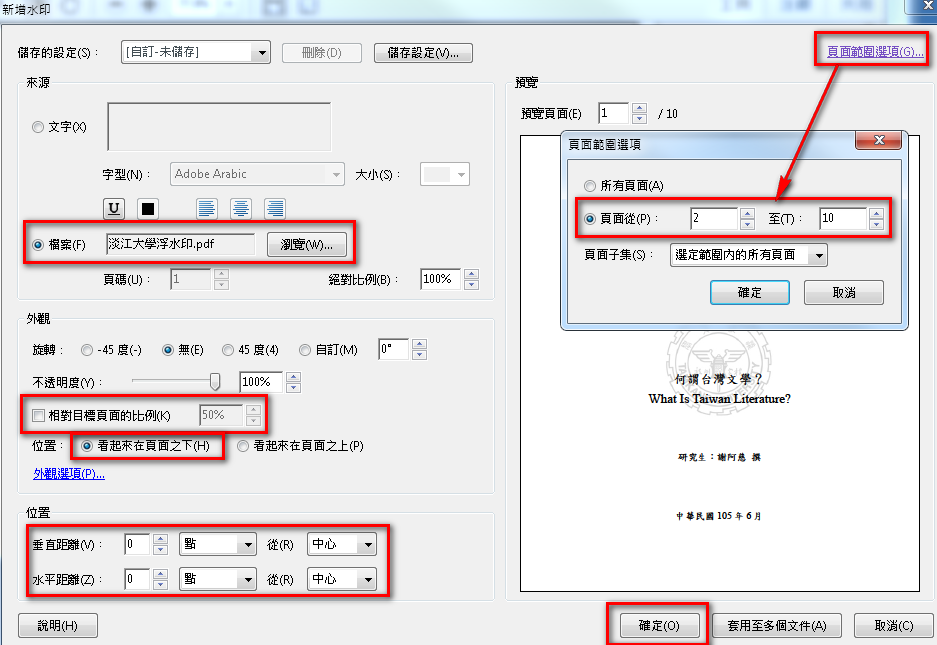 新增水印
儲存的設定(S)： [自訂-未儲存] 刪除(D) 儲存設定(V)... 頁面範圍選項(G)...
來源
文字(X)
字型(N)： Adobe Arabic 大小(S)：
U
檔案(F) 淡江大學浮水印.pdf 瀏覽(W)...
頁碼(U)： 1 絕對比例(B)： 100%
外觀
旋轉： -45 度(-) 無(E) 45 度(4) 自訂(M) 0°
不透明度(Y)： 100%
相對目標頁面的比例(K) 50%
位置： 看起來在頁面之下(H) 看起來在頁面之上(P)
外觀選項(P)...
位置
垂直距離(V)： 0 點 從(R) 中心
水平距離(Z)： 0 點 從(R) 中心
說明(H)
預覽
預覽頁面(E) 1 / 10
頁面範圍選項
所有頁面(A)
頁面從(P)： 2 至(T)： 10
頁面子集(S)： 選定範圍內的所有頁面
確定 取消
何謂台灣文學？
What Is Taiwan Literature?
研究生：謝阿慈 撰
中華民國 105 年 6 月
確定(O) 套用至多個文件(A) 取消(C)